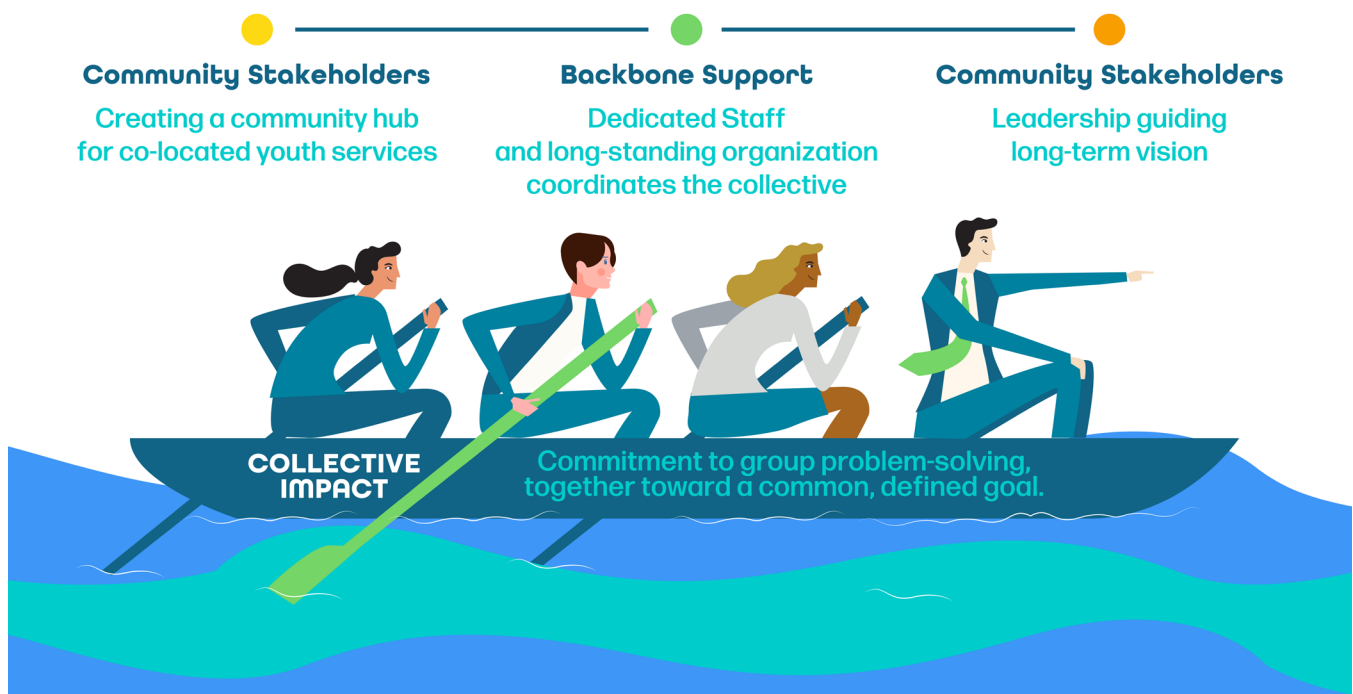 Community Stakeholders
Creating a community hub
for co-located youth services
Backbone Support
Dedicated Staff
and long-standing organization
coordinates the collective
Community Stakeholders
Leadership guiding
long-term vision
COLLECTIVE
IMPACT
Commitment to group problem-solving,
together toward a common, defined goal.